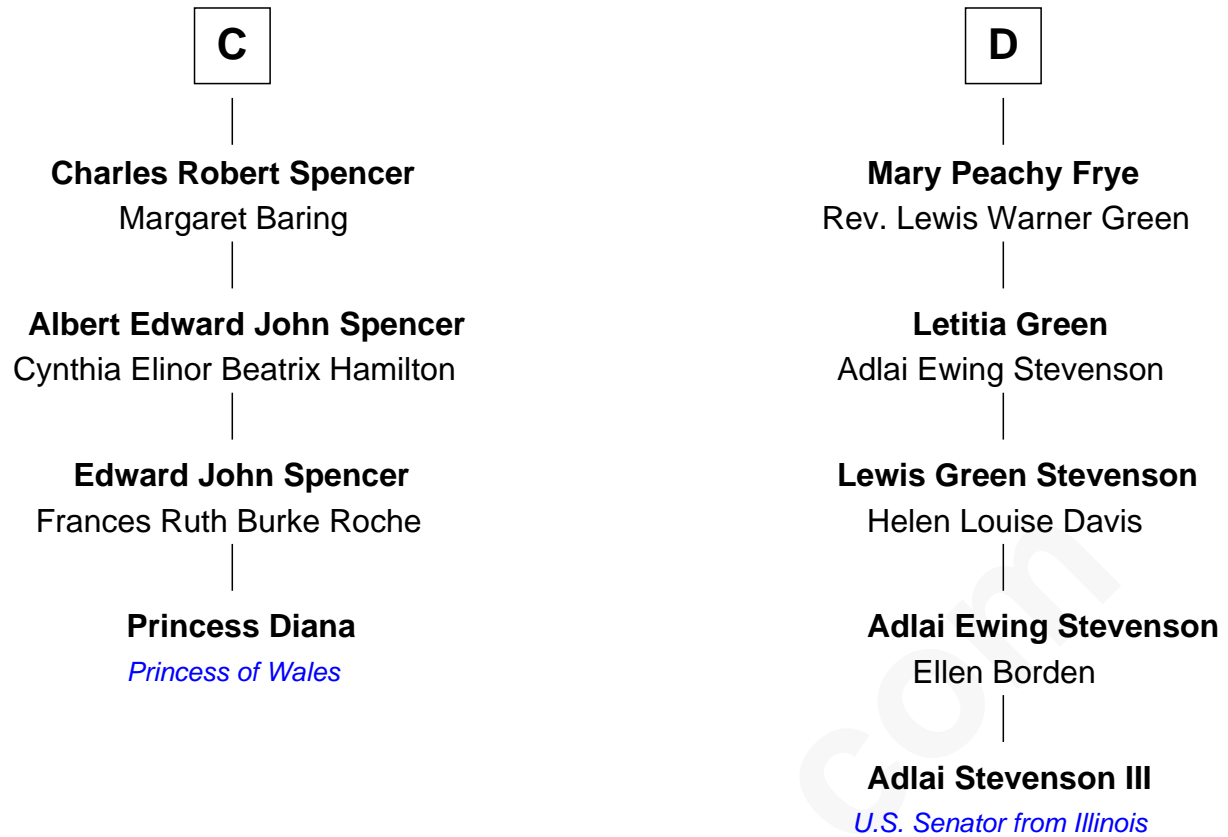 C
Charles Robert Spencer
Margaret Baring
Albert Edward John Spencer
Cynthia Elinor Beatrix Hamilton
Edward John Spencer
Frances Ruth Burke Roche
Princess Diana
Princess of Wales
D
Mary Peachy Frye
Rev. Lewis Warner Green
Letitia Green
Adlai Ewing Stevenson
Lewis Green Stevenson
Helen Louise Davis
Adlai Ewing Stevenson
Ellen Borden
Adlai Stevenson III
U.S. Senator from Illinois
com